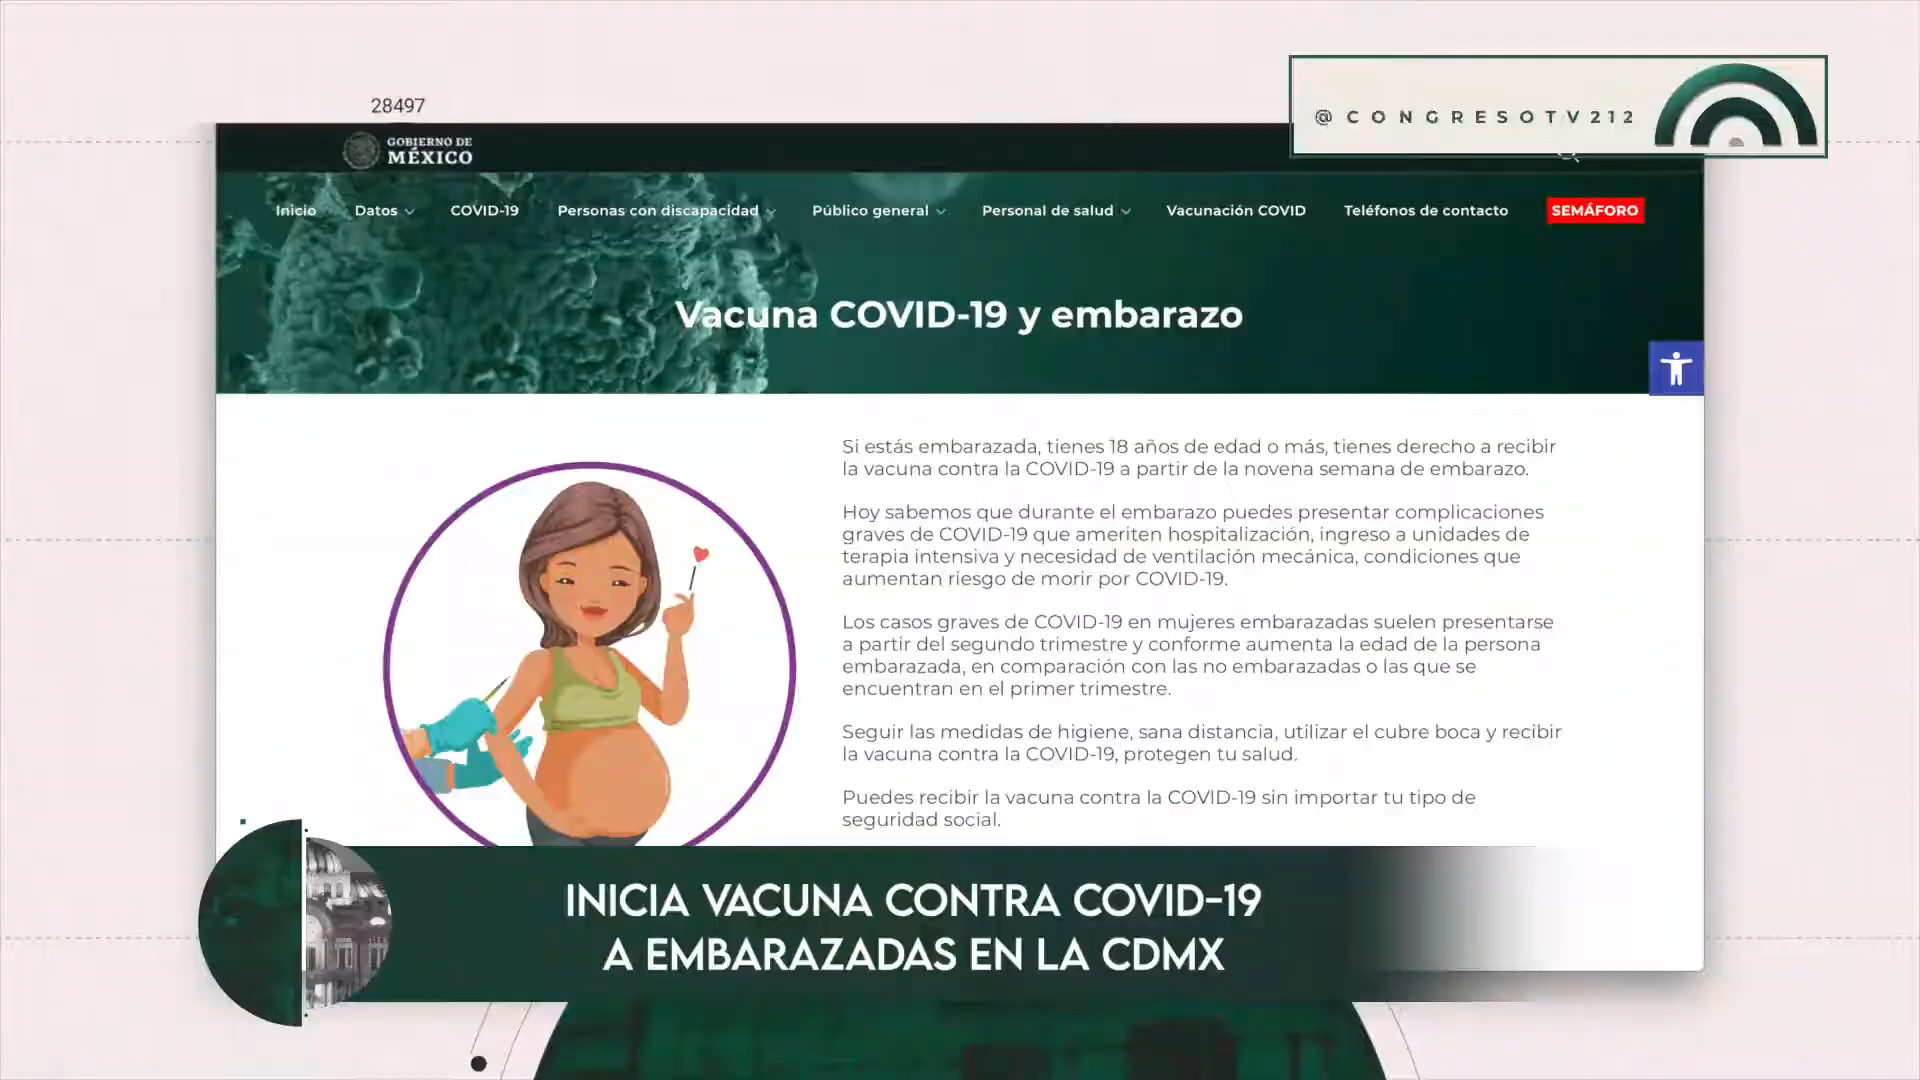 28497
@CONGRESOTV212
GOBIERNO DE
MÉXICO
Inicio Datos COVID-19 Personas con discapacidad Público general Personal de salud Vacunación COVID Teléfonos de contacto SEMÁFORO
Vacuna COVID-19 y embarazo
Si estás embarazada, tienes 18 años de edad o más, tienes derecho a recibir
la vacuna contra la COVID-19 a partir de la novena semana de embarazo.
Hoy sabemos que durante el embarazo puedes presentar complicaciones
graves de COVID-19 que ameriten hospitalización, ingreso a unidades de
terapia intensiva y necesidad de ventilación mecánica, condiciones que
aumentan riesgo de morir por COVID-19.
Los casos graves de COVID-19 en mujeres embarazadas suelen presentarse
a partir del segundo trimestre y conforme aumenta la edad de la persona
embarazada, en comparación con las no embarazadas o las que se
encuentran en el primer trimestre.
Seguir las medidas de higiene, sana distancia, utilizar el cubre boca y recibir
la vacuna contra la COVID-19, protegen tu salud.
Puedes recibir la vacuna contra la COVID-19 sin importar tu tipo de
seguridad social.
INICIA VACUNA CONTRA COVID-19
A EMBARAZADAS EN LA CDMX